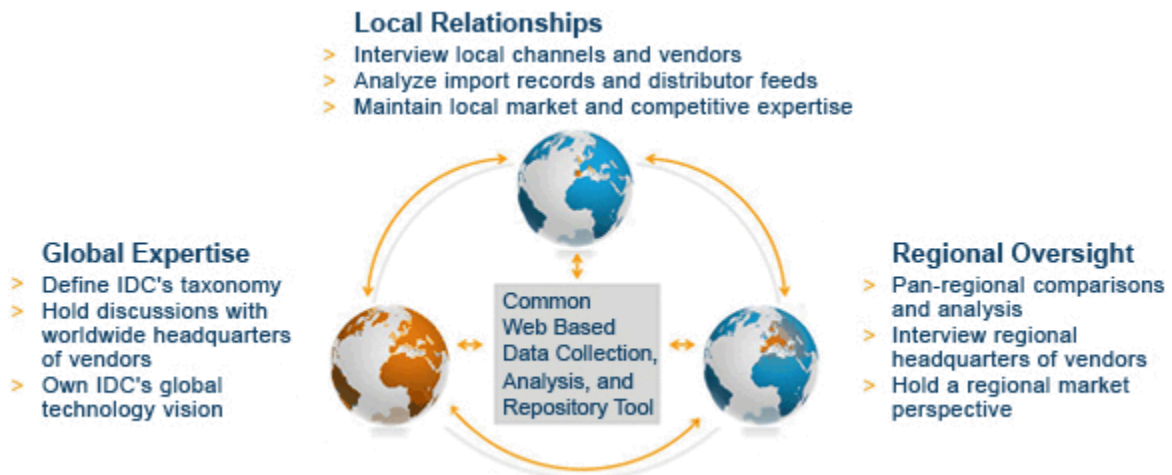 Local Relationships
> Interview local channels and vendors
> Analyze import records and distributor feeds
> Maintain local market and competitive expertise
Global Expertise
> Define IDC's taxonomy
> Hold discussions with
worldwide headquarters
of vendors
> Own IDC's global
technology vision
Common
Web Based
Data Collection,
Analysis, and
Repository Tool
Regional Oversight
> Pan-regional comparisons
and analysis
> Interview regional
headquarters of vendors
> Hold a regional market
perspective